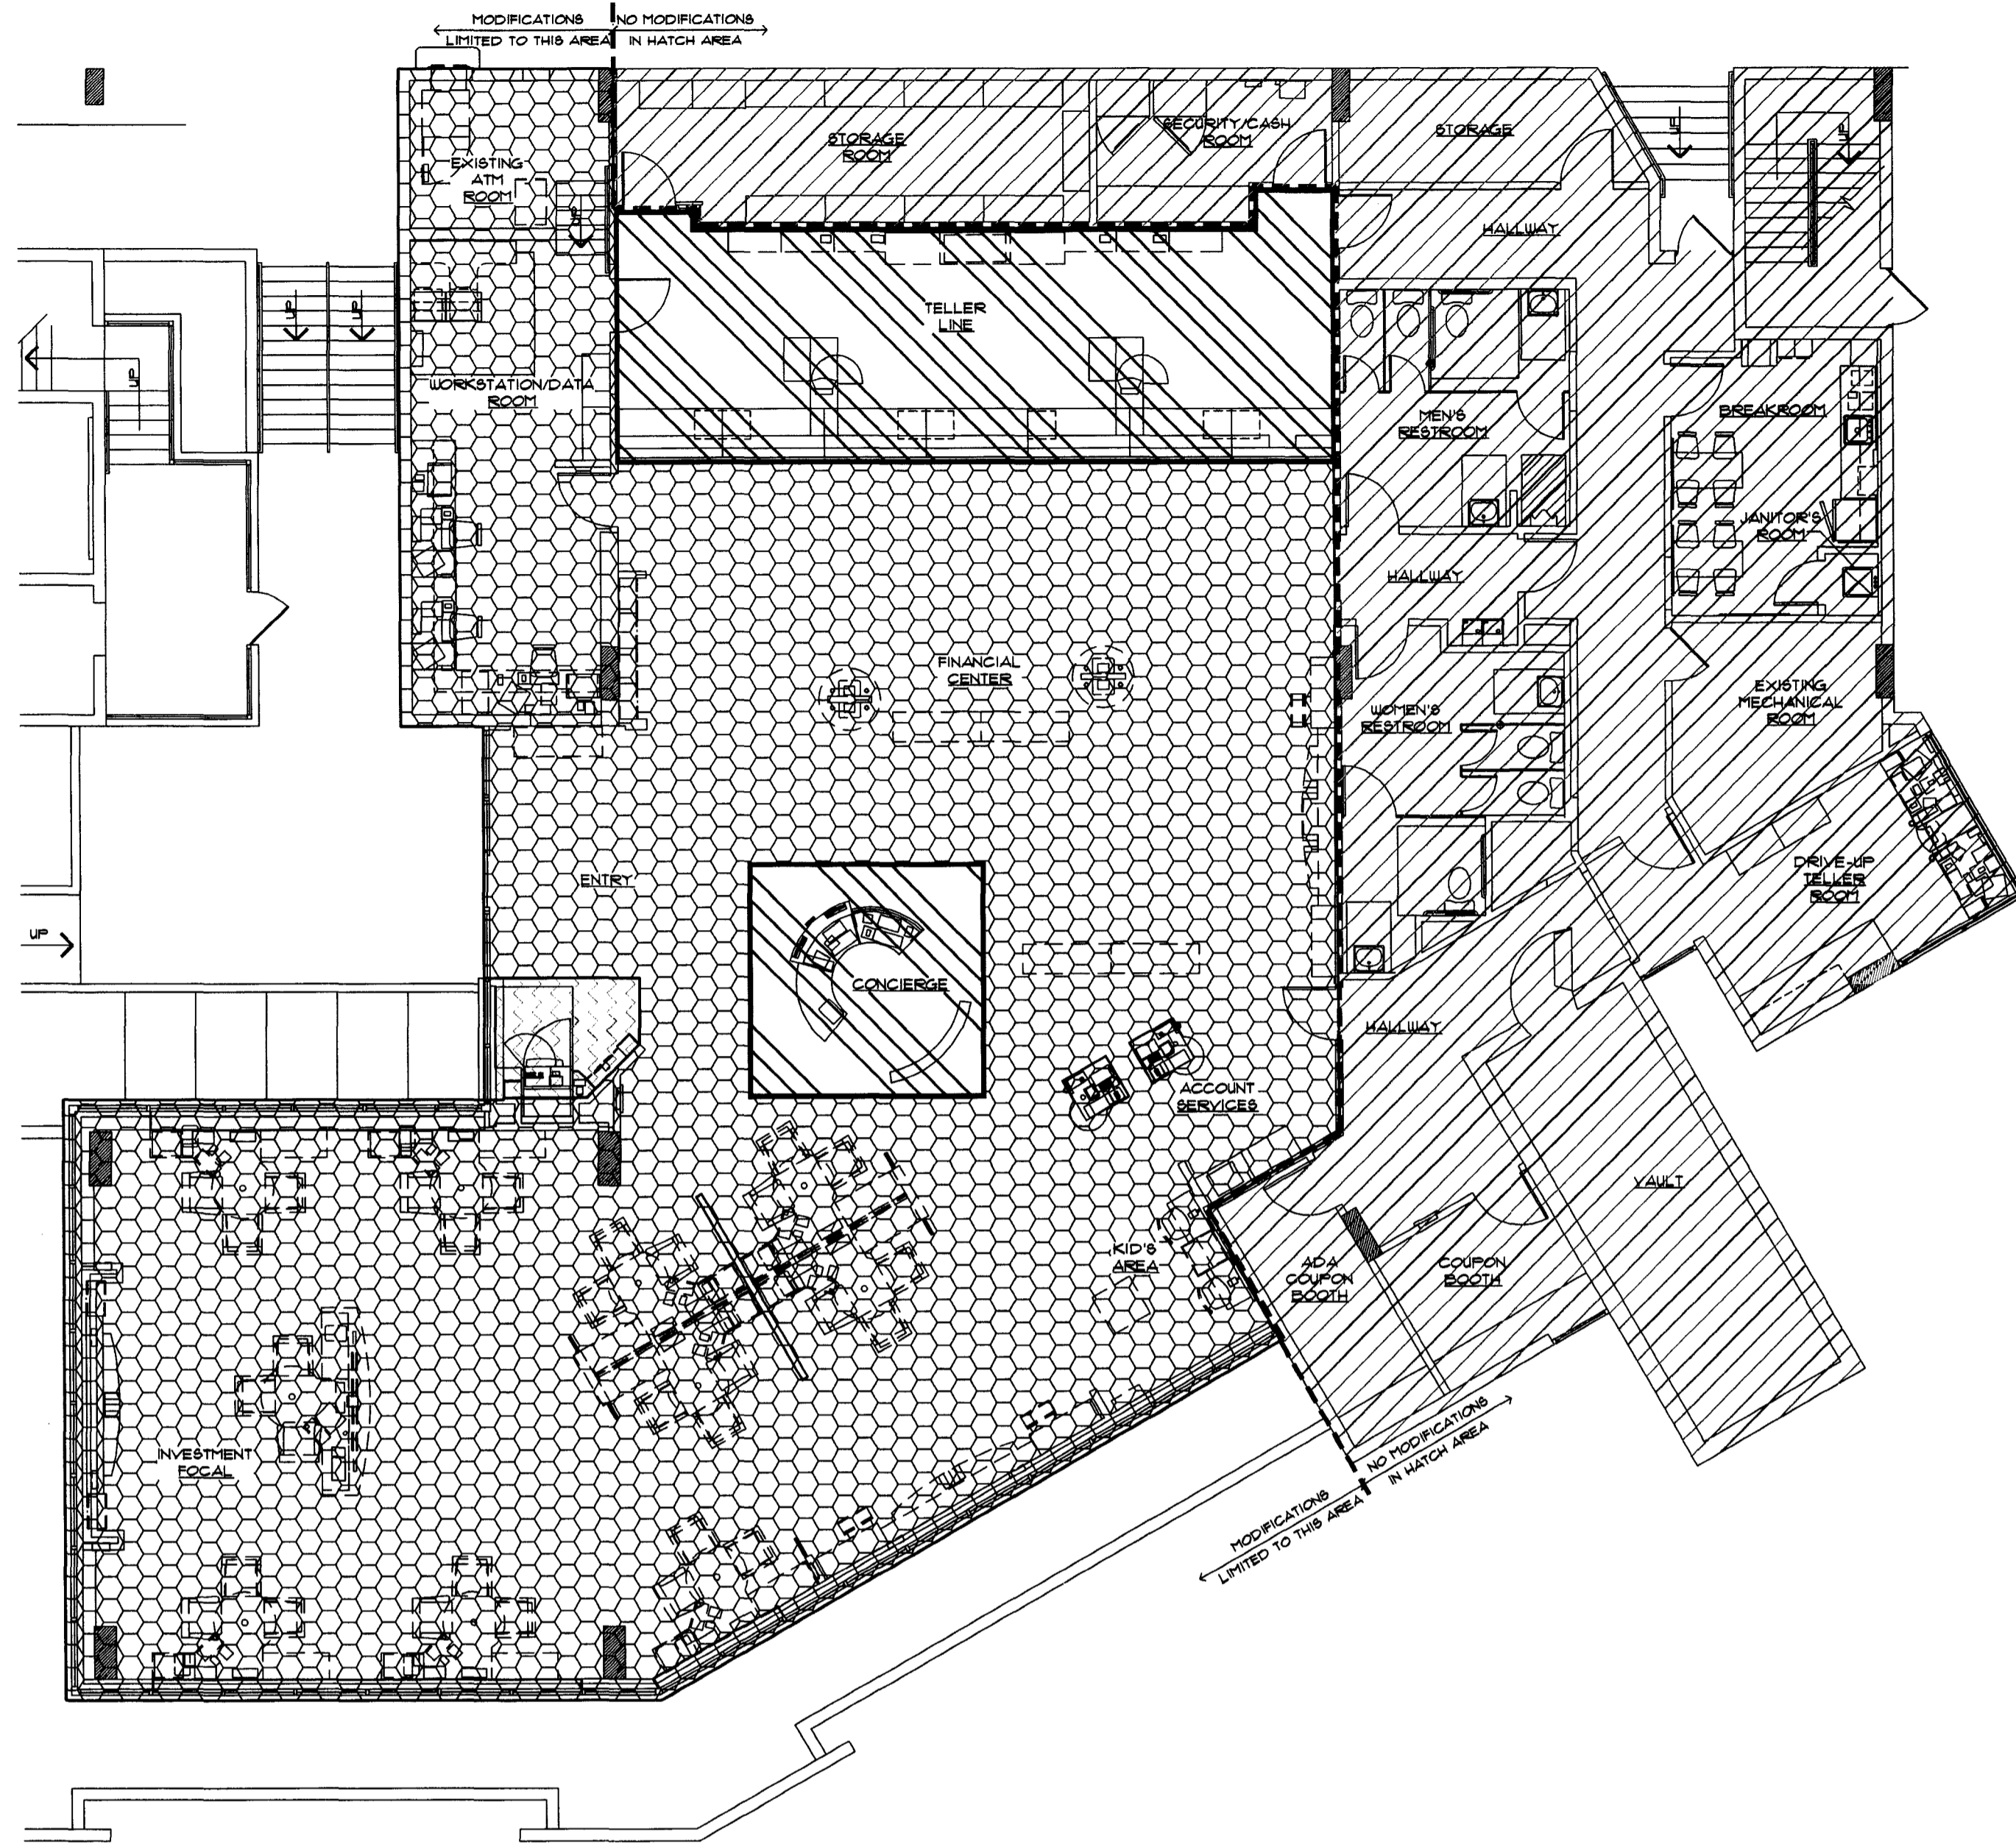 MODIFICATIONS
LIMITED TO THIS AREA
NO MODIFICATIONS
IN HATCH AREA
EXISTING
ATM
ROOM
UP
STORAGE
ROOM
SECURITY/CASH
ROOM
STORAGE
UP
UP
HALLWAY
TELLER
LINE
UP
UP
UP
WORKSTATION/DATA
ROOM
MEN'S
RESTROOM
BREAKROOM
JANITOR'S
ROOM
HALLWAY
FINANCIAL
CENTER
WOMEN'S
RESTROOM
EXISTING
MECHANICAL
ROOM
ENTRY
DRIVE-UP
TELLER
ROOM
UP
CONCIERGE
HALLWAY
ACCOUNT
SERVICES
VAULT
KID'S
AREA
ADA
COUPON
BOOTH
COUPON
BOOTH
INVESTMENT
FOCAL
NO MODIFICATIONS
IN HATCH AREA
MODIFICATIONS
LIMITED TO THIS AREA